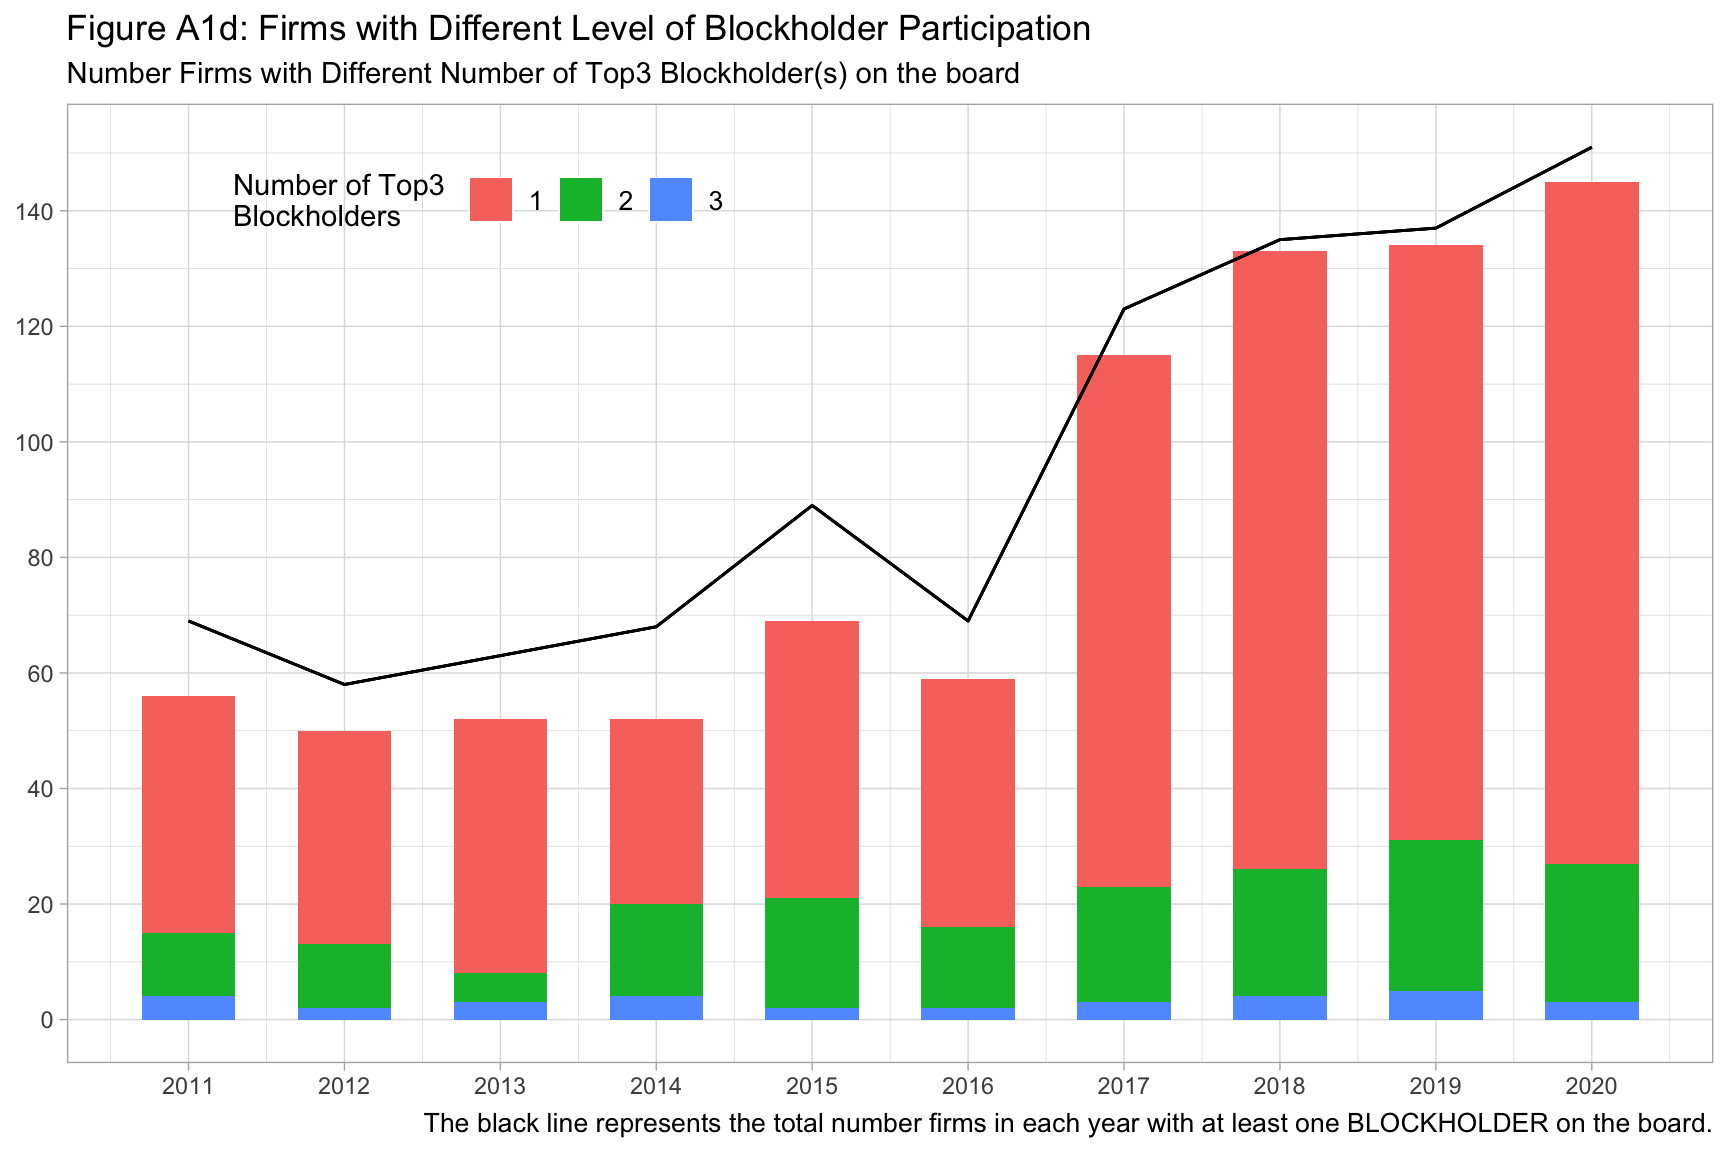 Figure A1d: Firms with Different Level of Blockholder Participation
Number Firms with Different Number of Top3 Blockholder(s) on the board
Number of Top3
Blockholders
1 2 3
140
120
100
80
60
40
20
0
2011 2012 2013 2014 2015 2016 2017 2018 2019 2020
The black line represents the total number firms in each year with at least one BLOCKHOLDER on the board.